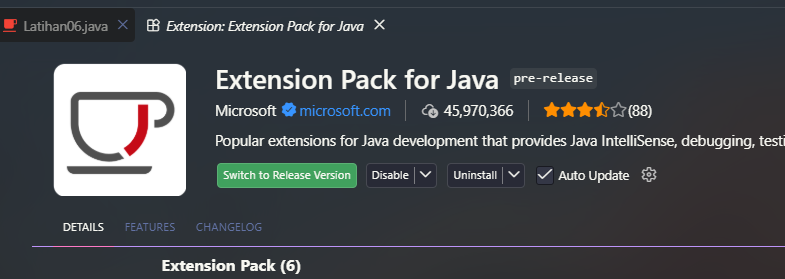 Latihan06.java Extension: Extension Pack for Java
Extension Pack for Java pre-release
Microsoft microsoft.com 45,970,366 (88)
Popular extensions for Java development that provides Java IntelliSense, debugging, testi
Switch to Release Version Disable Uninstall Auto Update
DETAILS FEATURES CHANGELOG
Extension Pack (6)